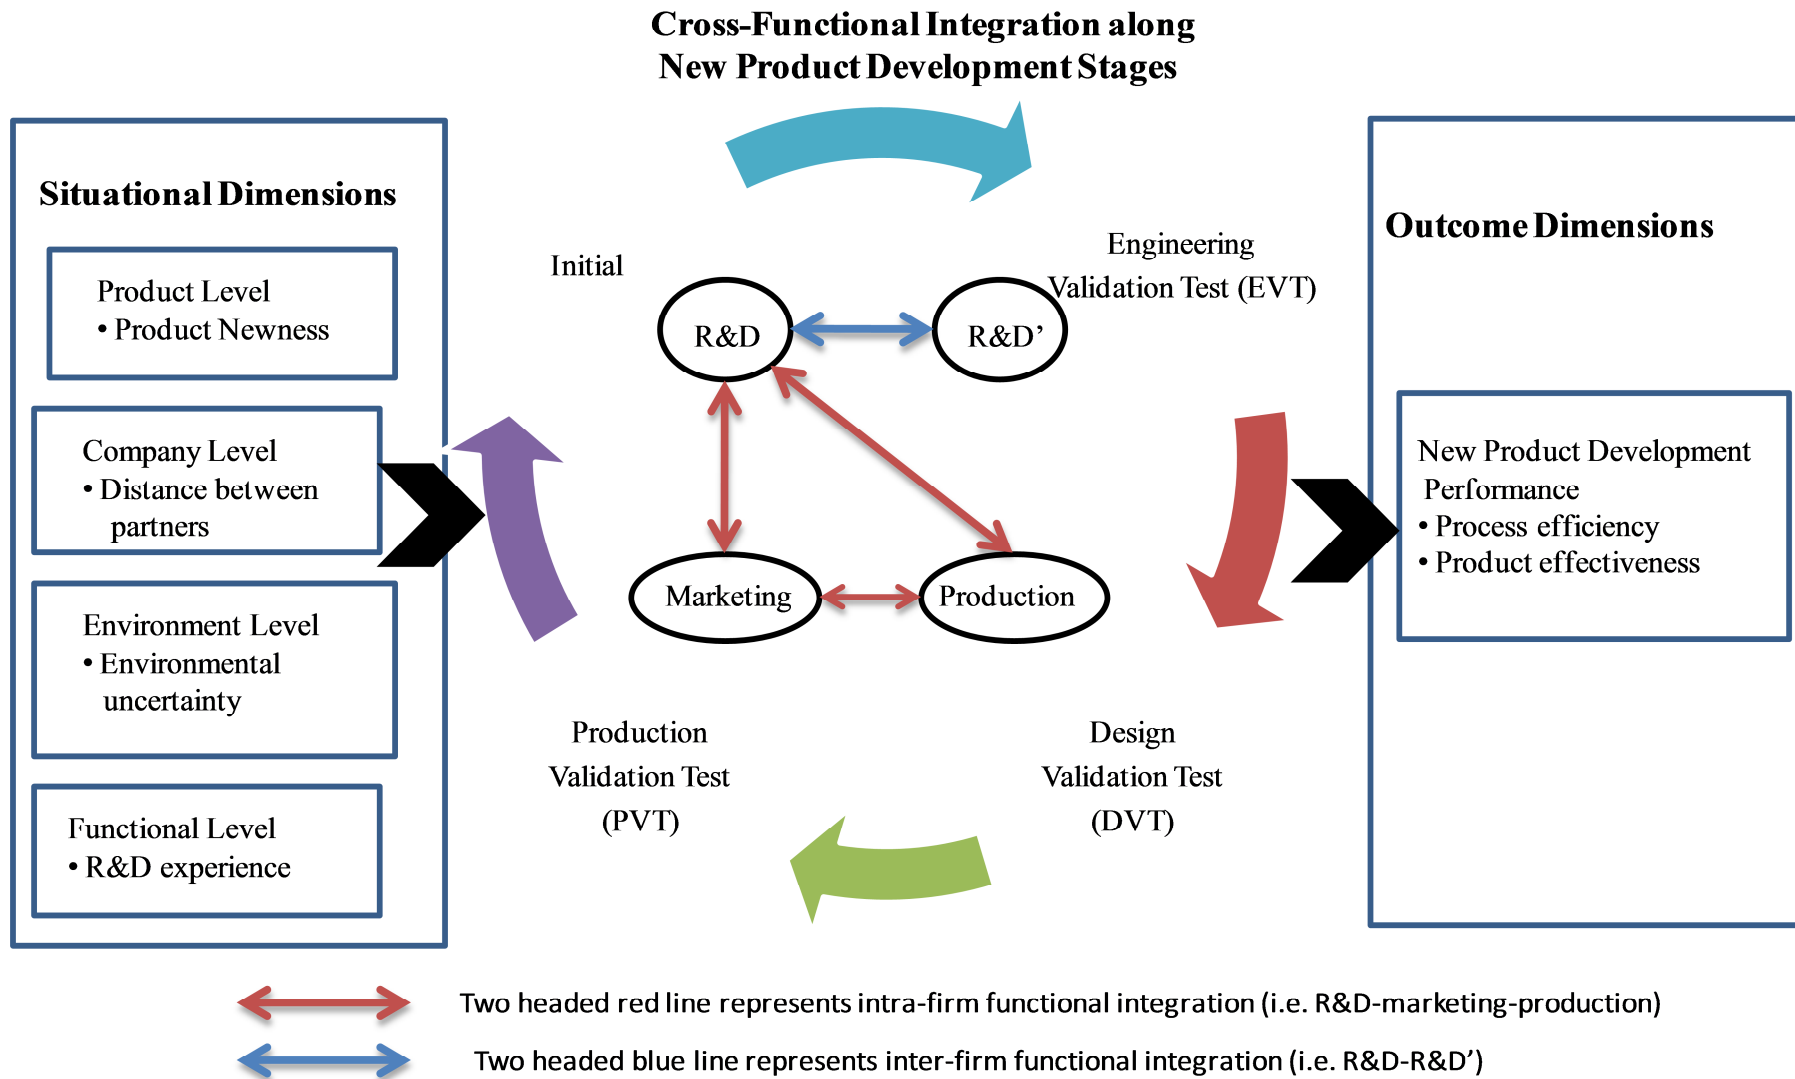 Cross-Functional Integration along
New Product Development Stages
Situational Dimensions
Product Level
• Product Newness
Company Level
• Distance between
partners
Environment Level
• Environmental
uncertainty
Functional Level
• R&D experience
Initial
Engineering
Validation Test (EVT)
R&D
R&D’
Marketing
Production
Production
Validation Test
(PVT)
Design
Validation Test
(DVT)
Outcome Dimensions
New Product Development
Performance
• Process efficiency
• Product effectiveness
Two headed red line represents intra-firm functional integration (i.e. R&D-marketing-production)
Two headed blue line represents inter-firm functional integration (i.e. R&D-R&D’)